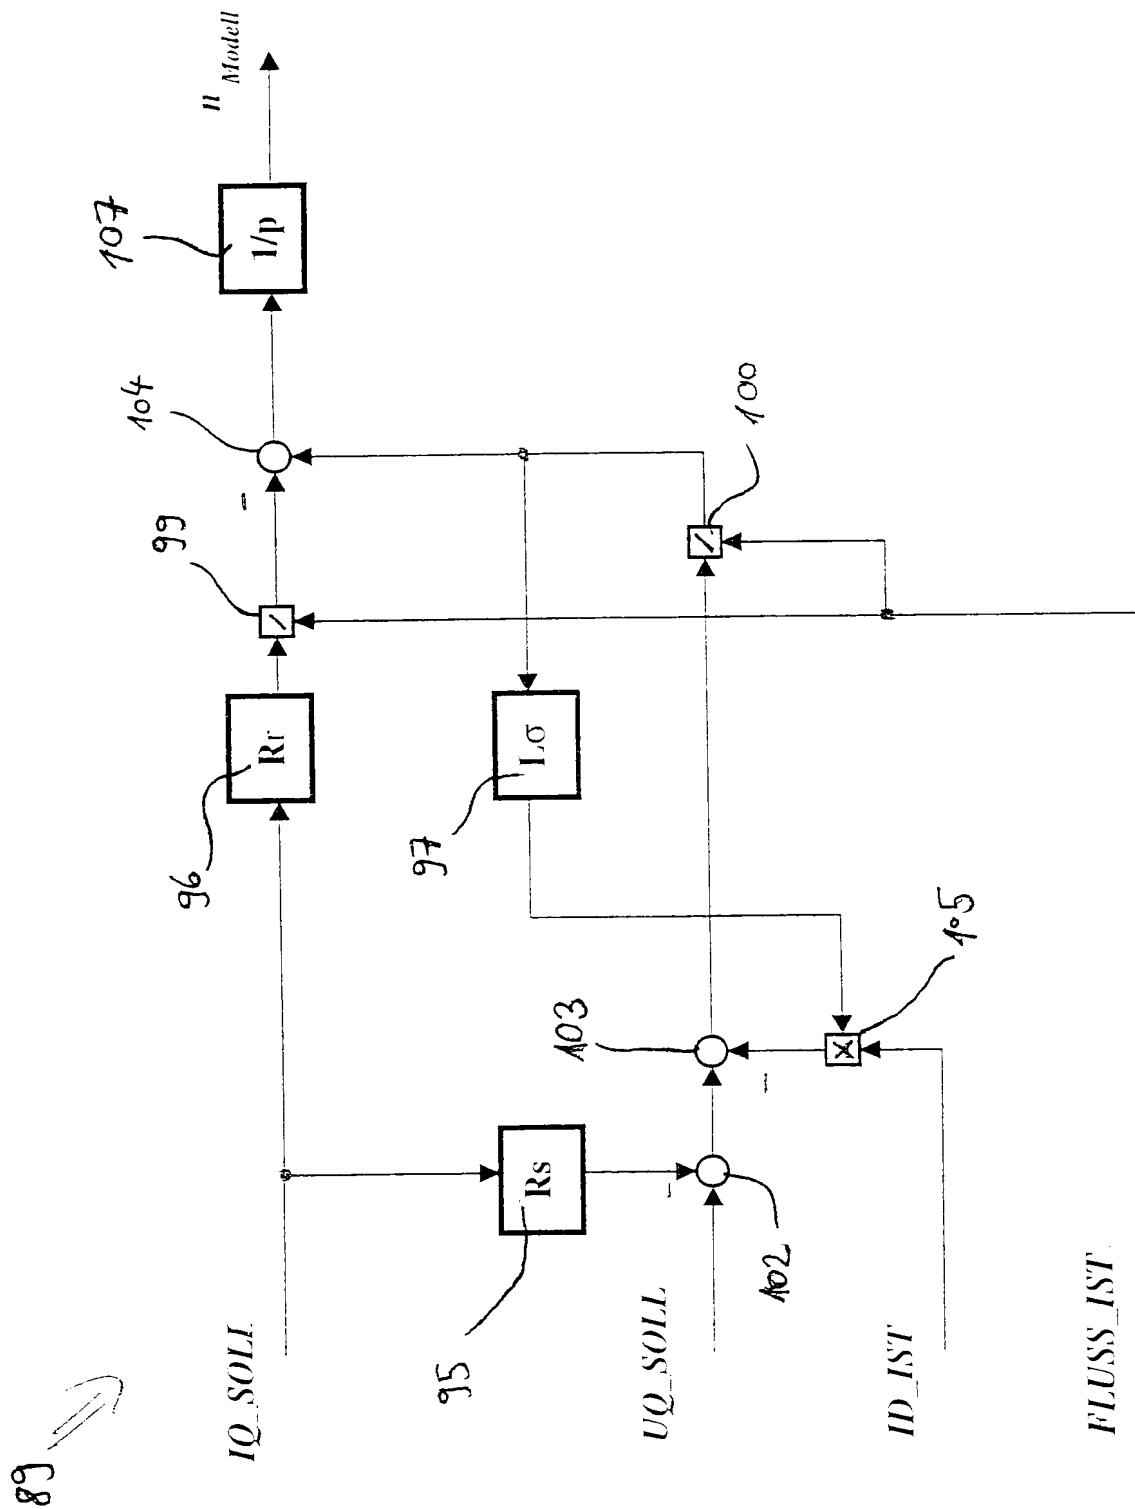 89
IQ_SOLL
95
Rs
96
Rr
99
-
104
107
1/p
n Modell
97
Lσ
UQ_SOLL
-
102
103
-
/
/
100
ID_IST
x
105
FLUSS_IST